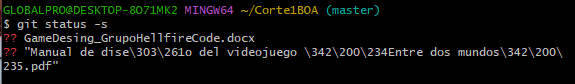 GLOBALPRO@DESKTOP-8O71MK2 MINGW64 ~/Corte1BOA (master)
$ git status -s
?? GameDesing_GrupoHellfireCode.docx
?? "Manual de dise\303\261o del videojuego \342\200\234Entre dos mundos\342\200\
235.pdf"